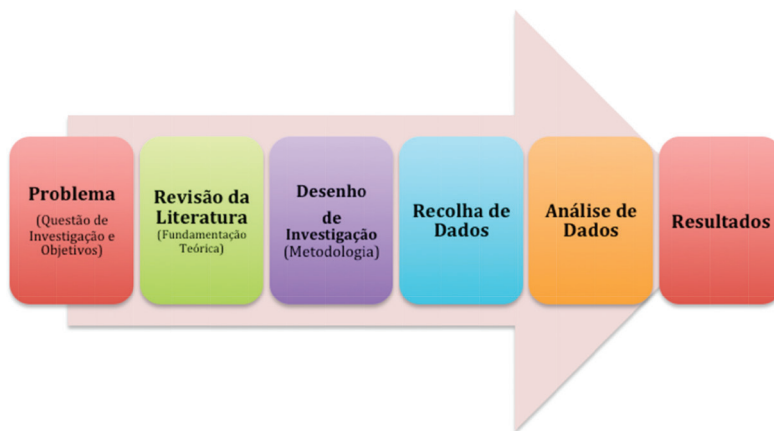 Problema
(Questão de
Investigação e
Objetivos)
Revisão da
Literatura
(Fundamentação
Teórica)
Desenho
de
Investigação
(Metodologia)
Recolha de
Dados
Análise de
Dados
Resultados